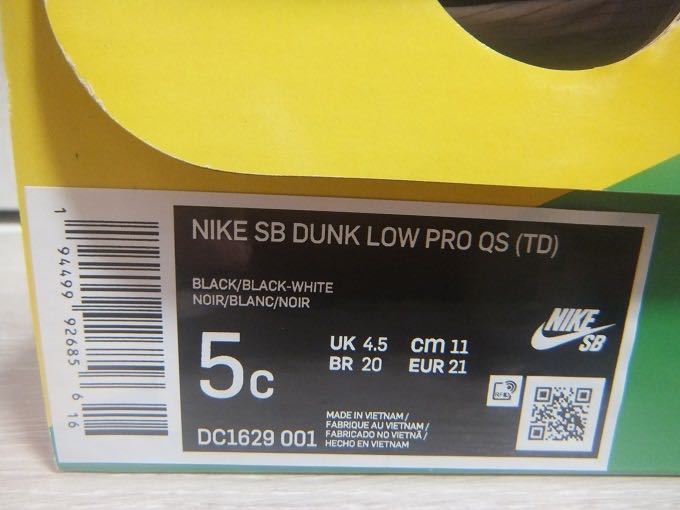 NIKE SB DUNK LOW PRO QS (TD)
BLACK/BLACK-WHITE
NOIR/BLANC/NOIR
5C
UK 4.5 CM 11
BR 20 EUR 21
NIKE
SB
RFID
MADE IN VIETNAM /
FABRIQUE AU VIETNAM /
FABRICADO NO VIETNÃ /
HECHO EN VIETNAM
DC1629 001
1 94499 92685 6 16